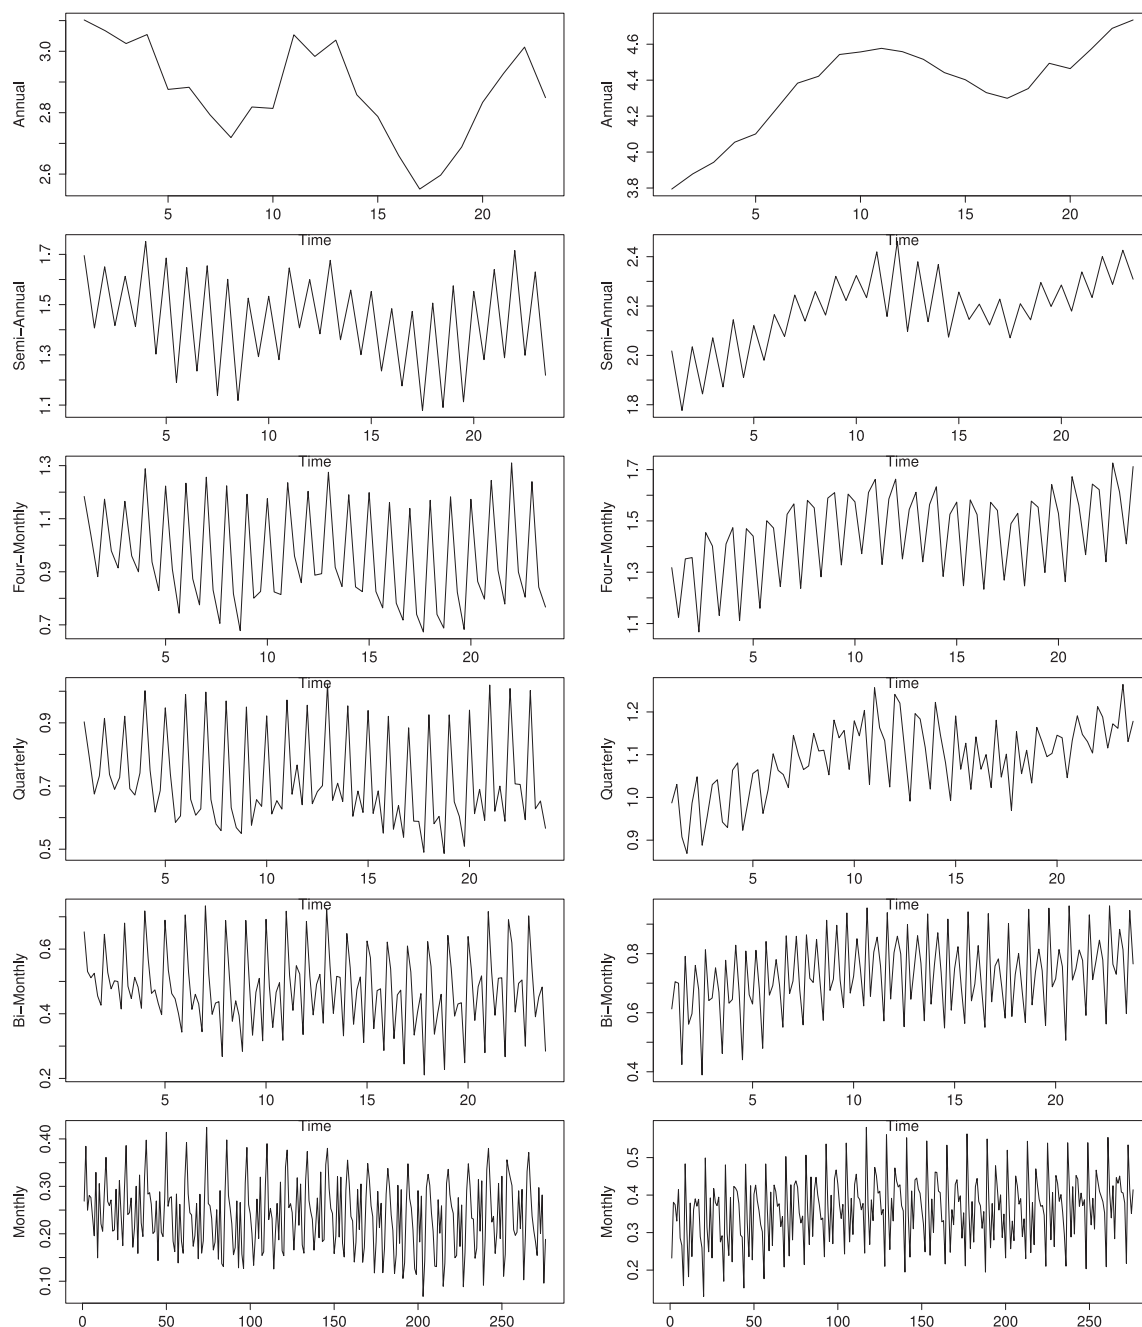 Annual
2.6 2.8 3.0
5 10 15 20
Time
Annual
3.8 4.0 4.2 4.4 4.6
5 10 15 20
Time
Semi−Annual
1.1 1.3 1.5 1.7
5 10 15 20
Time
Semi−Annual
1.8 2.0 2.2 2.4
5 10 15 20
Time
Four−Monthly
0.7 0.9 1.1 1.3
5 10 15 20
Time
Four−Monthly
1.1 1.3 1.5 1.7
5 10 15 20
Time
Quarterly
0.5 0.7 0.9
5 10 15 20
Time
Quarterly
0.9 1.0 1.1 1.2
5 10 15 20
Time
Bi−Monthly
0.2 0.4 0.6
5 10 15 20
Time
Bi−Monthly
0.4 0.6 0.8
5 10 15 20
Time
Monthly
0.10 0.20 0.30 0.40
0 50 100 150 200 250
Monthly
0.2 0.3 0.4 0.5
0 50 100 150 200 250